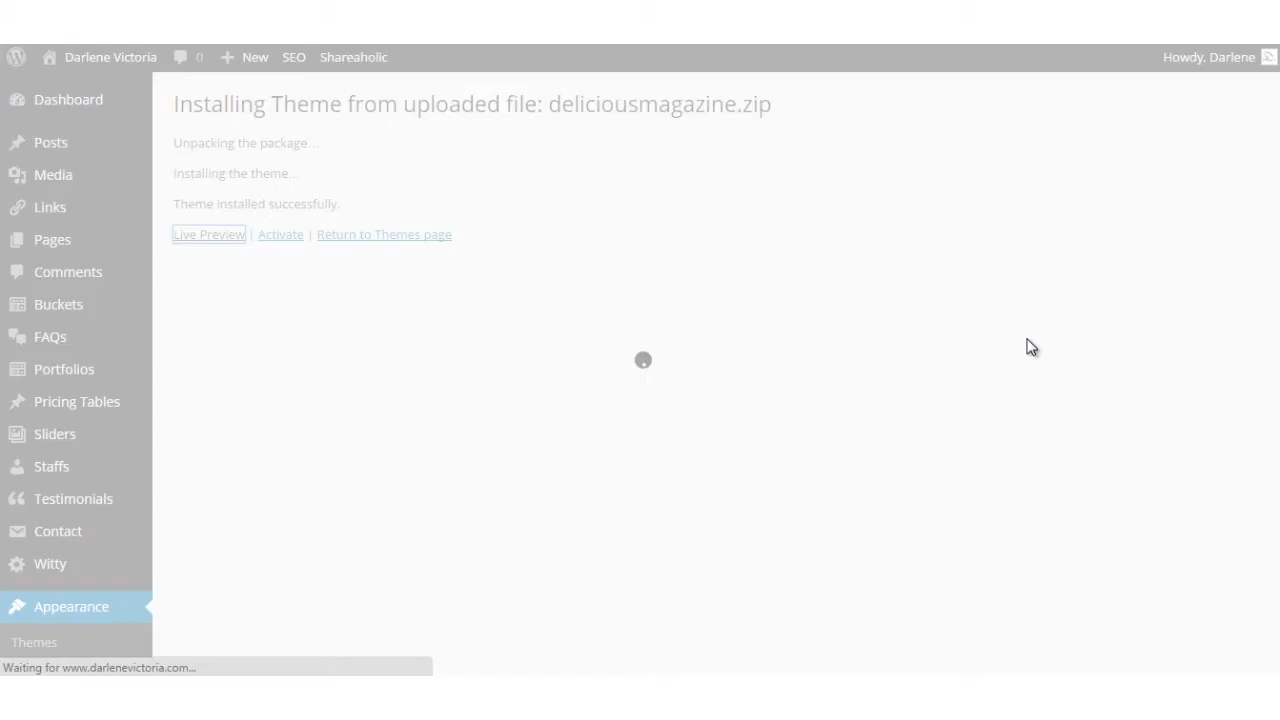 Darlene Victoria 0 New SEO Shareaholic Howdy, Darlene
Dashboard
Posts
Media
Links
Pages
Comments
Buckets
FAQs
Portfolios
Pricing Tables
Sliders
Staffs
Testimonials
Contact
Witty
Appearance
Themes
Installing Theme from uploaded file: deliciousmagazine.zip
Unpacking the package...
Installing the theme...
Theme installed successfully.
Live Preview | Activate | Return to Themes page
Waiting for www.darlenevictoria.com...